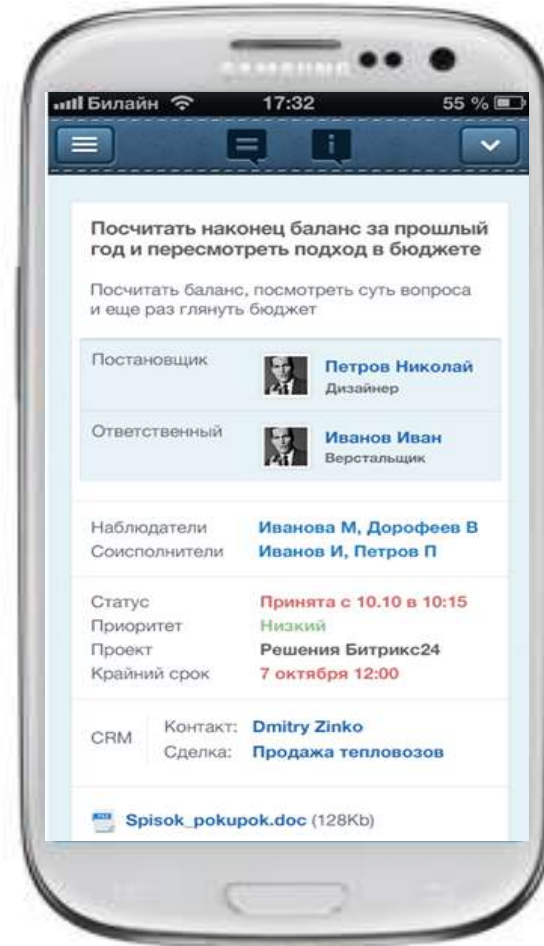 SAMSUNG
Билайн 17:32 55 %
Посчитать наконец баланс за прошлый
год и пересмотреть подход в бюджете
Посчитать баланс, посмотреть суть вопроса
и еще раз глянуть бюджет
Постановщик Петров Николай
Дизайнер
Ответственный Иванов Иван
Верстальщик
Наблюдатели Иванова М, Дорофеев В
Соисполнители Иванов И, Петров П
Статус Принята с 10.10 в 10:15
Приоритет Низкий
Проект Решения Битрикс24
Крайний срок 7 октября 12:00
CRM Контакт: Dmitry Zinko
Сделка: Продажа тепловозов
Spisok_pokupok.doc (128Kb)